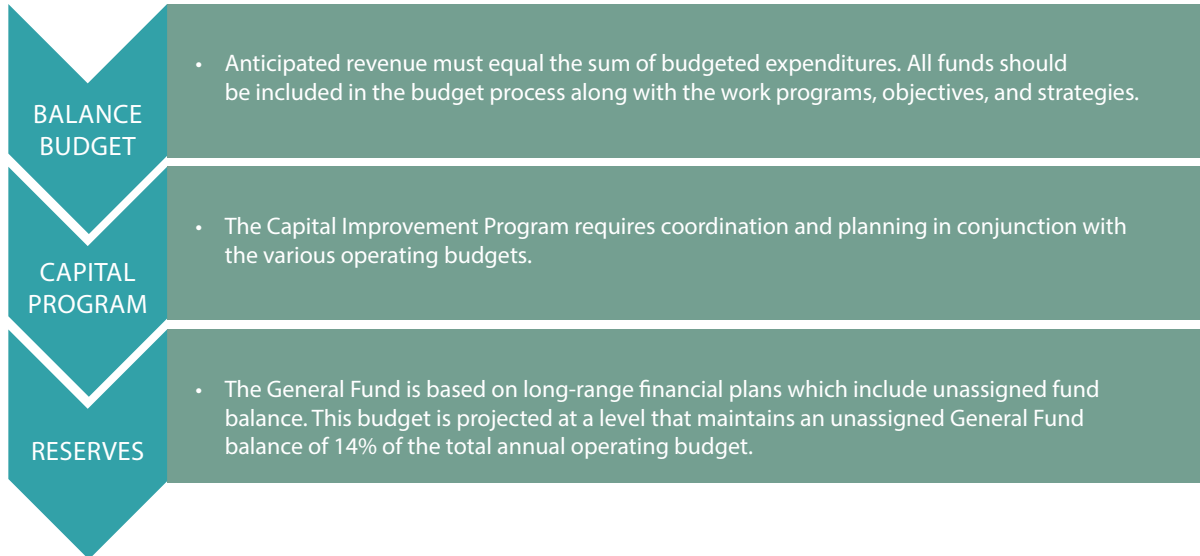 BALANCE
BUDGET
• Anticipated revenue must equal the sum of budgeted expenditures. All funds should
be included in the budget process along with the work programs, objectives, and strategies.
CAPITAL
PROGRAM
• The Capital Improvement Program requires coordination and planning in conjunction with
the various operating budgets.
RESERVES
• The General Fund is based on long-range financial plans which include unassigned fund
balance. This budget is projected at a level that maintains an unassigned General Fund
balance of 14% of the total annual operating budget.